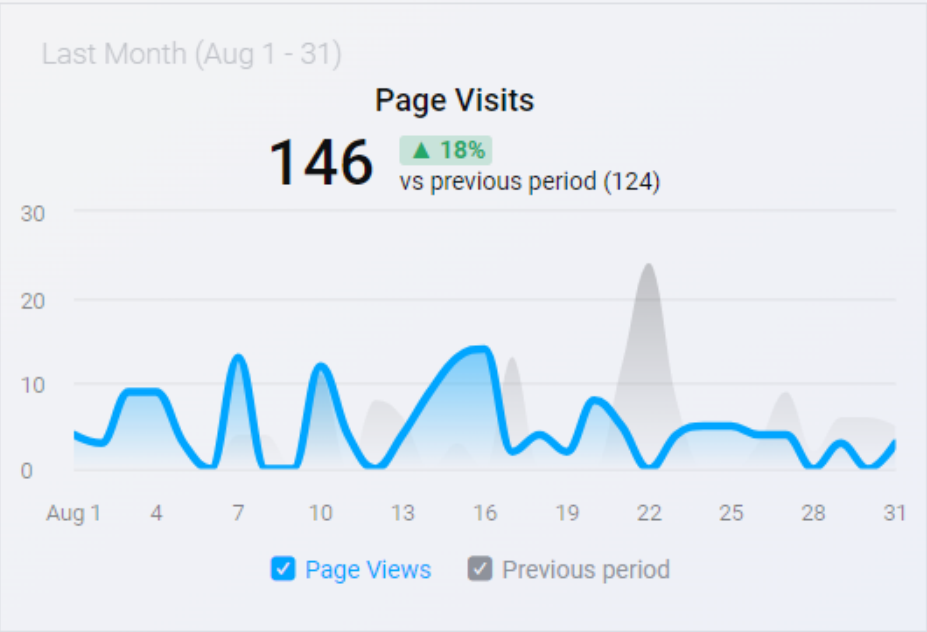 Last Month (Aug 1 - 31)
Page Visits
146
▲ 18%
vs previous period (124)
30
20
10
0
Aug 1 4 7 10 13 16 19 22 25 28 31
Page Views Previous period